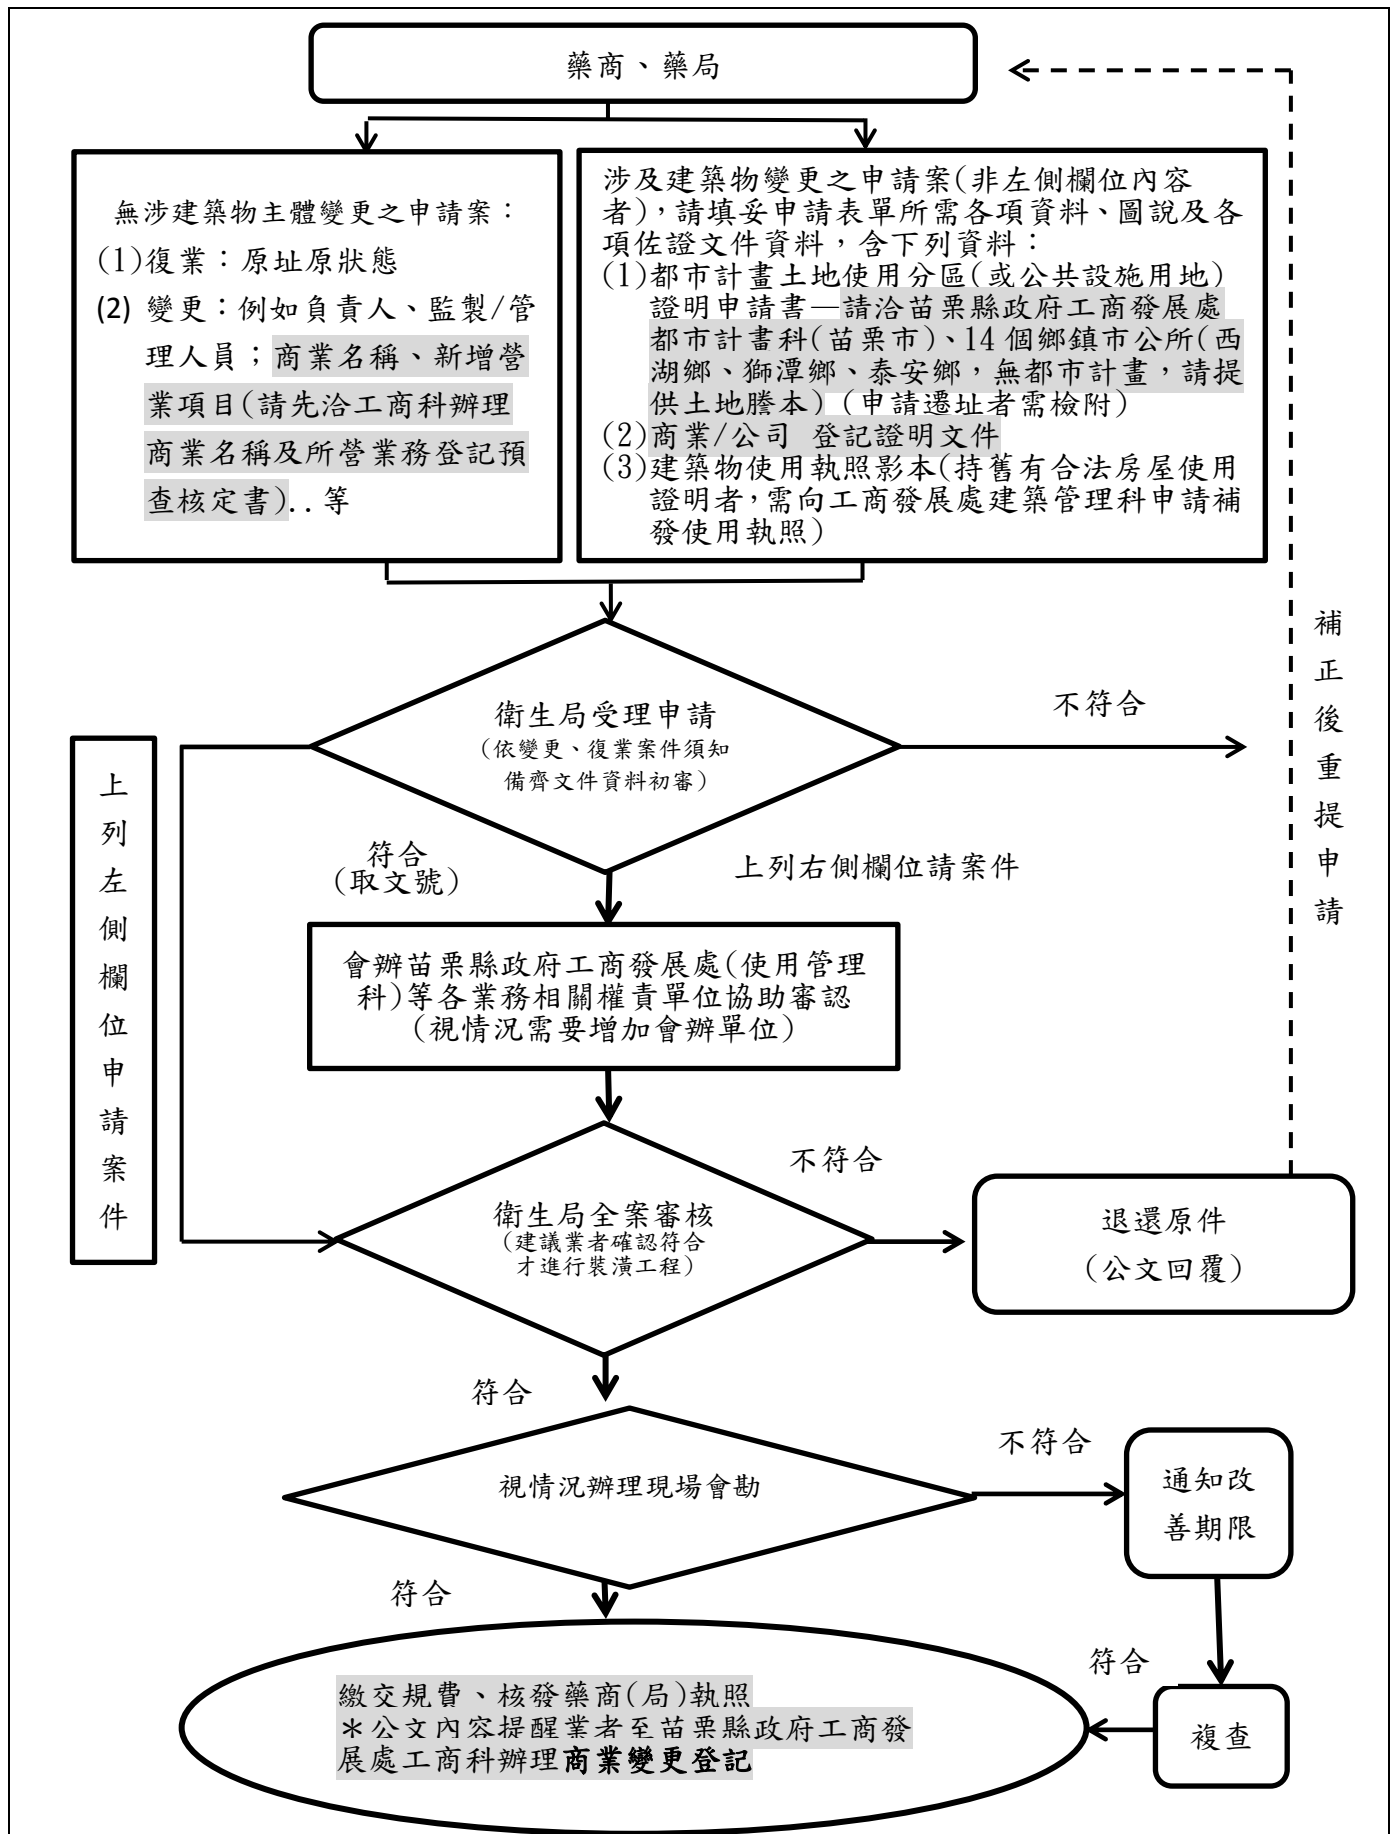 藥商、藥局
無涉建築物主體變更之申請案：
(1)復業：原址原狀態
(2) 變更：例如負責人、監製/管
理人員；商業名稱、新增營
業項目(請先洽工商科辦理
商業名稱及所營業務登記預
查核定書)..等
涉及建築物變更之申請案(非左側欄位內容
者)，請填妥申請表單所需各項資料、圖說及各
項佐證文件資料，含下列資料：
(1)都市計畫土地使用分區(或公共設施用地)
證明申請書—請洽苗栗縣政府工商發展處
都市計畫科(苗栗市)、14個鄉鎮市公所(西
湖鄉、獅潭鄉、泰安鄉，無都市計畫，請提
供土地謄本) (申請遷址者需檢附)
(2)商業/公司 登記證明文件
(3)建築物使用執照影本(持舊有合法房屋使用
證明者，需向工商發展處建築管理科申請補
發使用執照)
衛生局受理申請
(依變更、復業案件須知
備齊文件資料初審)
不符合
補正後重提申請
上列左側欄位申請案件
符合
(取文號)
上列右側欄位請案件
會辦苗栗縣政府工商發展處(使用管理
科)等各業務相關權責單位協助審認
(視情況需要增加會辦單位)
不符合
衛生局全案審核
(建議業者確認符合
才進行裝潢工程)
退還原件
(公文回覆)
符合
不符合
視情況辦理現場會勘
通知改
善期限
符合
符合
複查
繳交規費、核發藥商(局)執照
＊公文內容提醒業者至苗栗縣政府工商發
展處工商科辦理商業變更登記